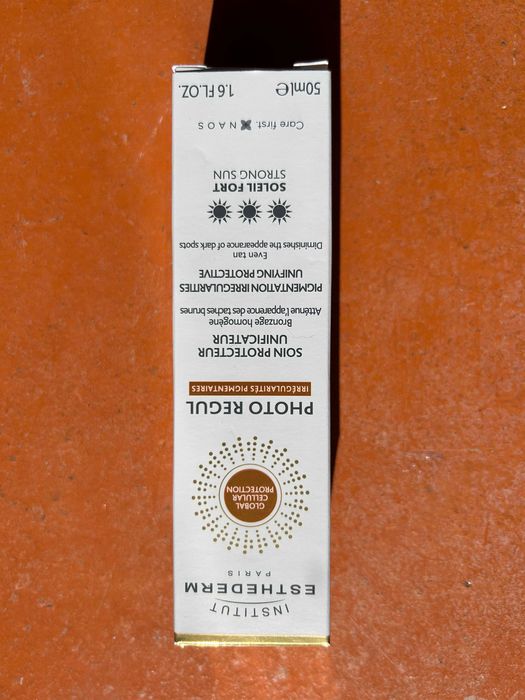 INSTITUT
ESTHEDERM
PARIS
GLOBAL
CELLULAR
PROTECTION
PHOTO REGUL
IRRÉGULARITÉS PIGMENTAIRES
SOIN PROTECTEUR
UNIFICATEUR
Bronzage homogène
Atténue l'apparence des taches brunes
PIGMENTATION IRREGULARITIES
UNIFYING PROTECTIVE
Even tan
Diminishes the appearance of dark spots
SOLEIL FORT
STRONG SUN
Care first. NAOS
50ml℮ 1.6 FL.OZ.